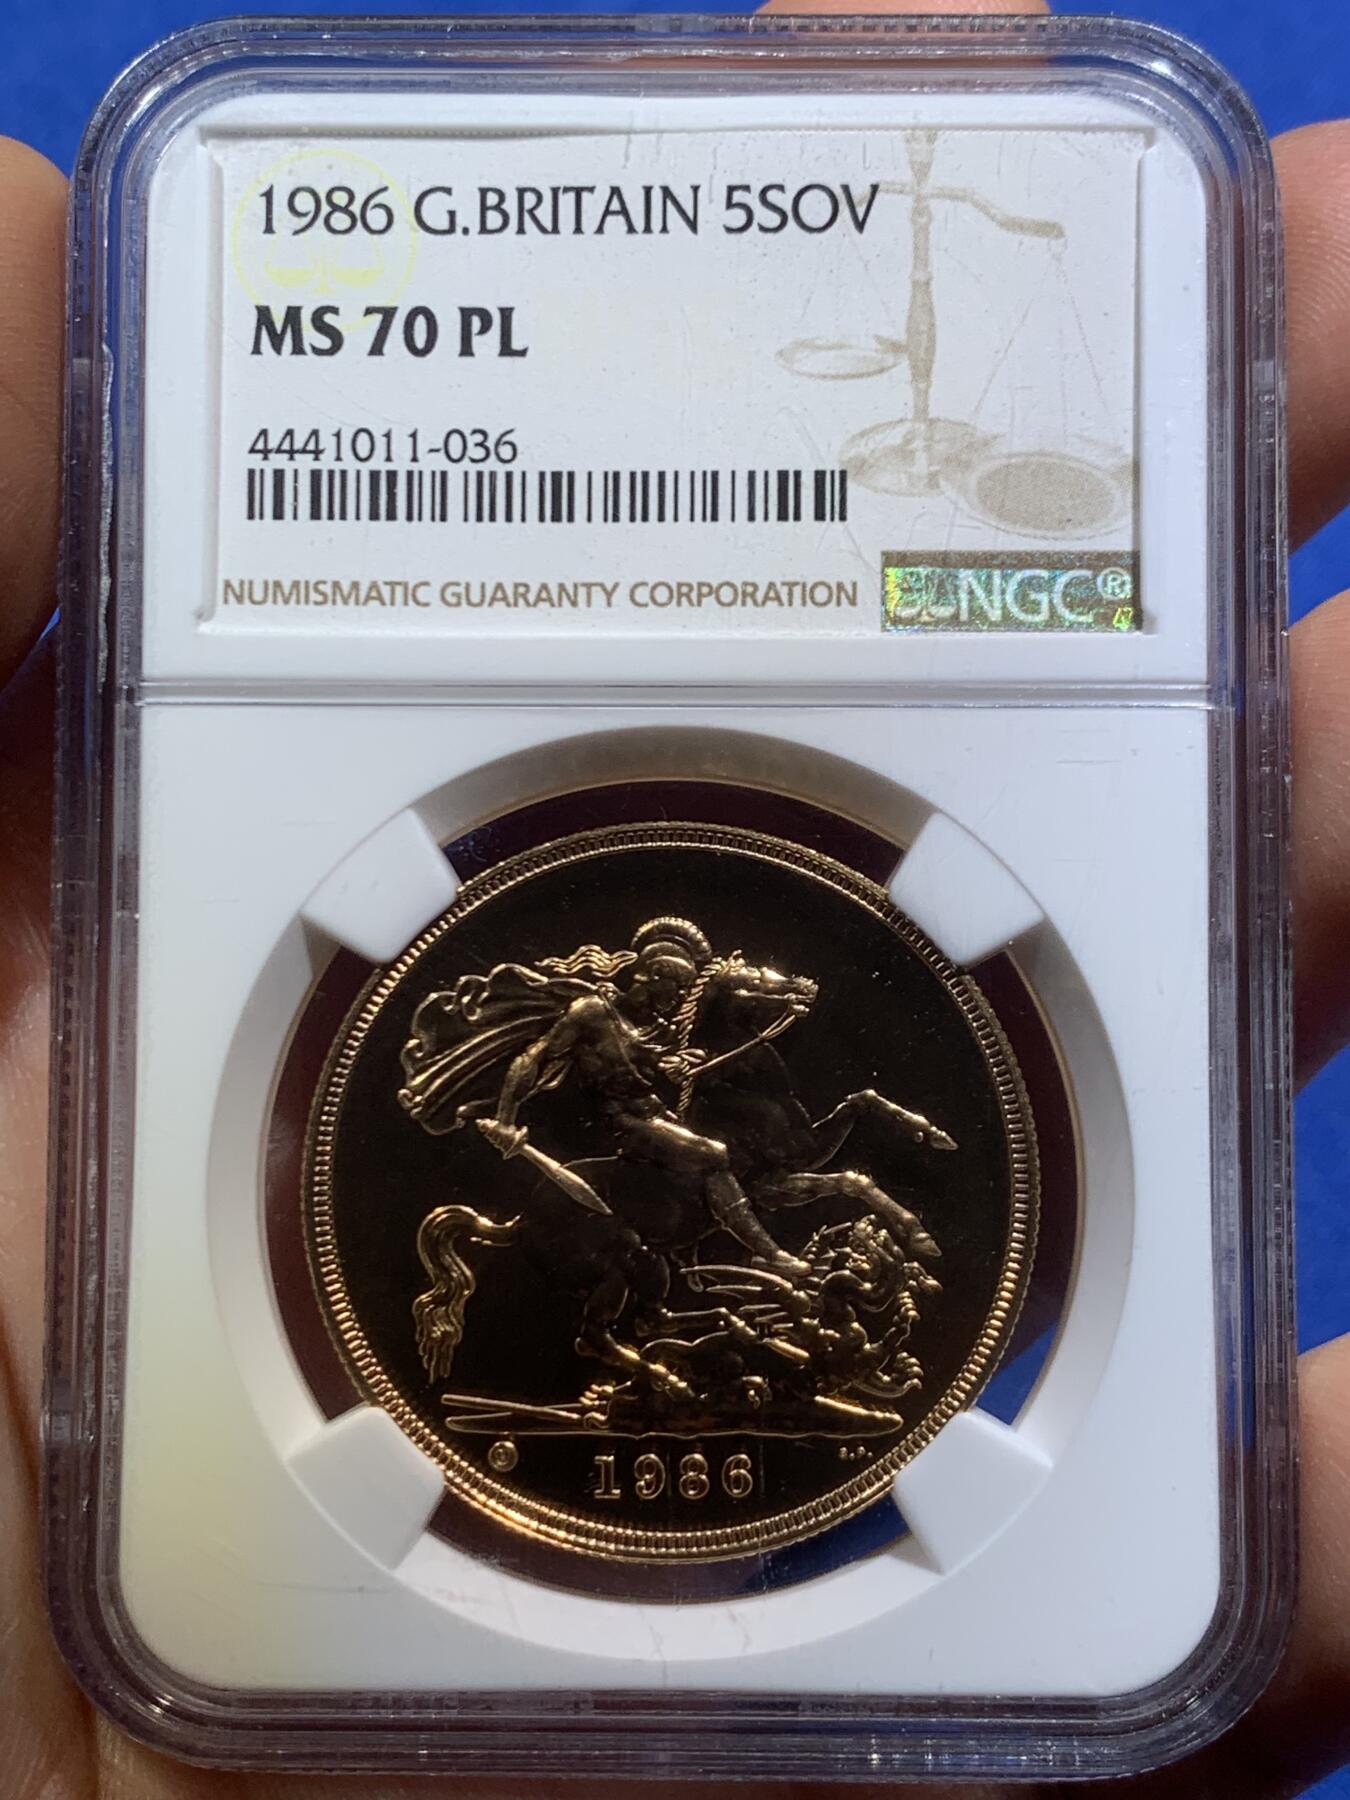 1986 G.BRITAIN 5SOV
MS 70 PL
4441011-036
NUMISMATIC GUARANTY CORPORATION
NGC®
U
1986
B.P.